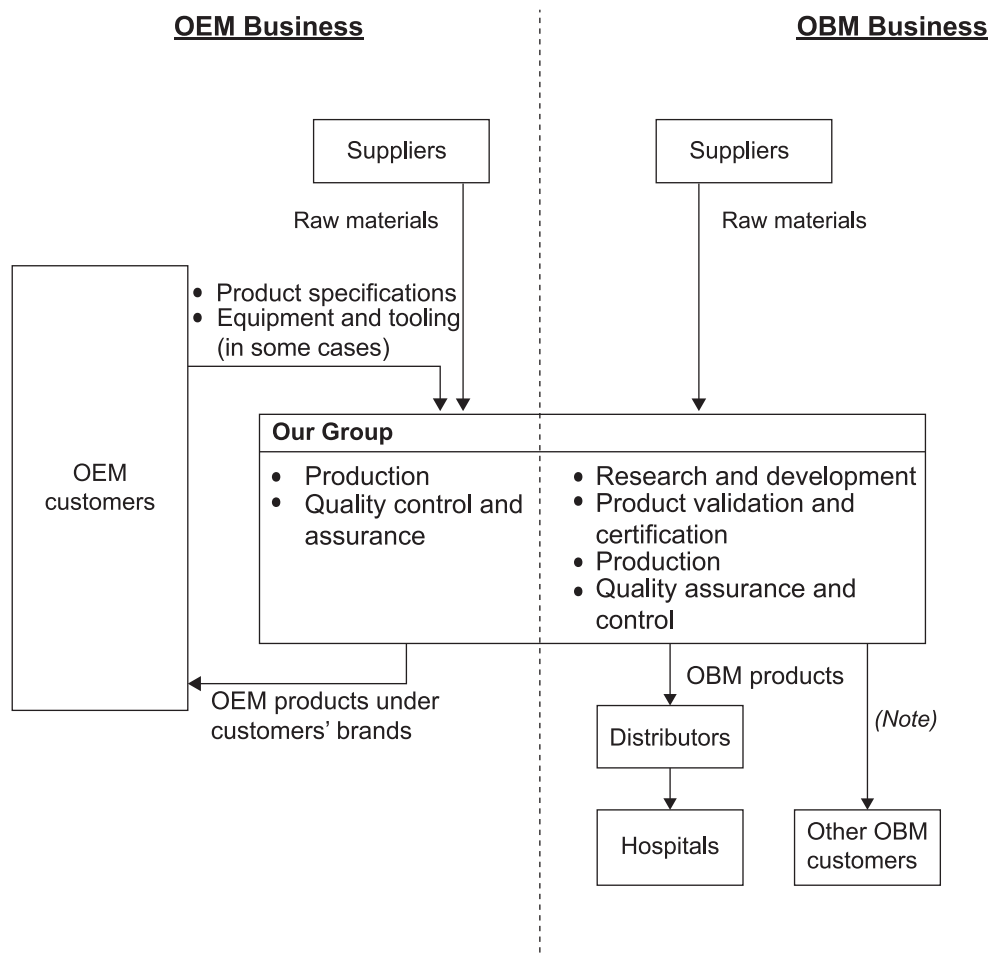 OEM Business
OBM Business
Suppliers
Suppliers
Raw materials
Raw materials
• Product specifications
• Equipment and tooling
(in some cases)
OEM
customers
Our Group
• Production
• Quality control and
assurance
• Research and development
• Product validation and
certification
• Production
• Quality assurance and
control
OEM products under
customers’ brands
OBM products
(Note)
Distributors
Hospitals
Other OBM
customers